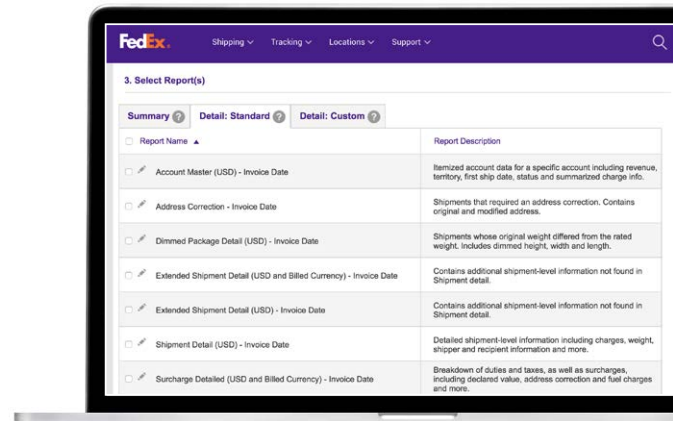 FedEx.
Shipping Tracking Locations Support
3. Select Report(s)
Summary ? Detail: Standard ? Detail: Custom ?
Report Name ▲ Report Description
Account Master (USD) - Invoice Date
Itemized account data for a specific account including revenue,
territory, first ship date, status and summarized charge info.
Address Correction - Invoice Date
Shipments that required an address correction. Contains
original and modified address.
Dimmed Package Detail (USD) - Invoice Date
Shipments whose original weight differed from the rated
weight. Includes dimmed height, width and length.
Extended Shipment Detail (USD and Billed Currency) - Invoice Date
Contains additional shipment-level information not found in
Shipment detail.
Extended Shipment Detail (USD) - Invoice Date
Contains additional shipment-level information not found in
Shipment detail.
Shipment Detail (USD) - Invoice Date
Detailed shipment-level information including charges, weight,
shipper and recipient information and more.
Surcharge Detailed (USD and Billed Currency) - Invoice Date
Breakdown of duties and taxes, as well as surcharges,
including declared value, address correction and fuel charges
and more.